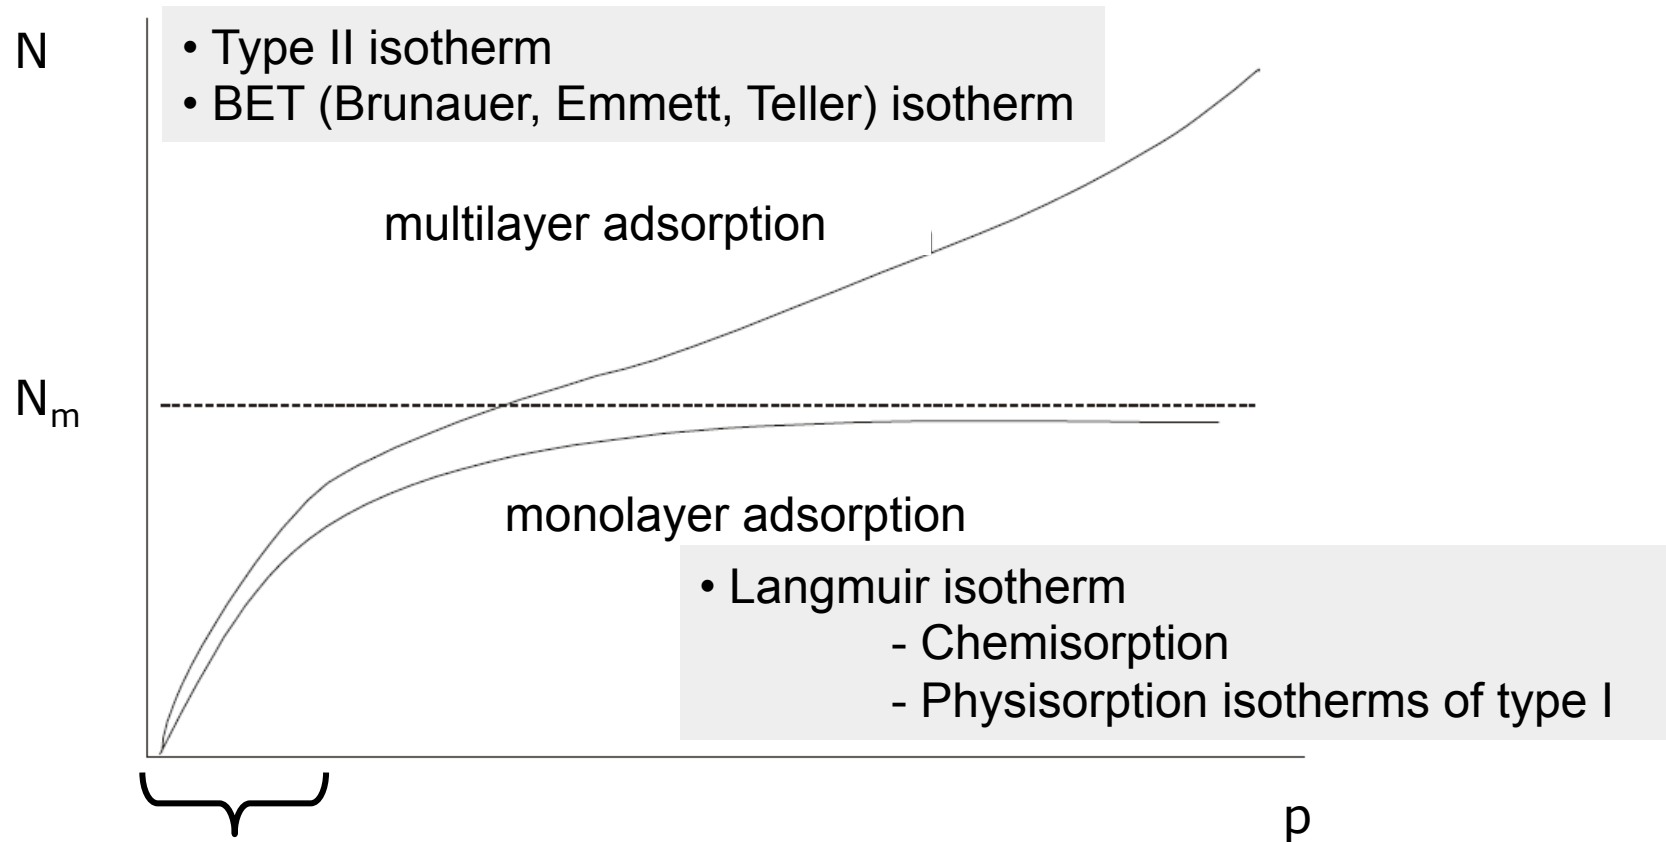 N
• Type II isotherm
• BET (Brunauer, Emmett, Teller) isotherm
multilayer adsorption
Nₘ
monolayer adsorption
• Langmuir isotherm
- Chemisorption
- Physisorption isotherms of type I
p